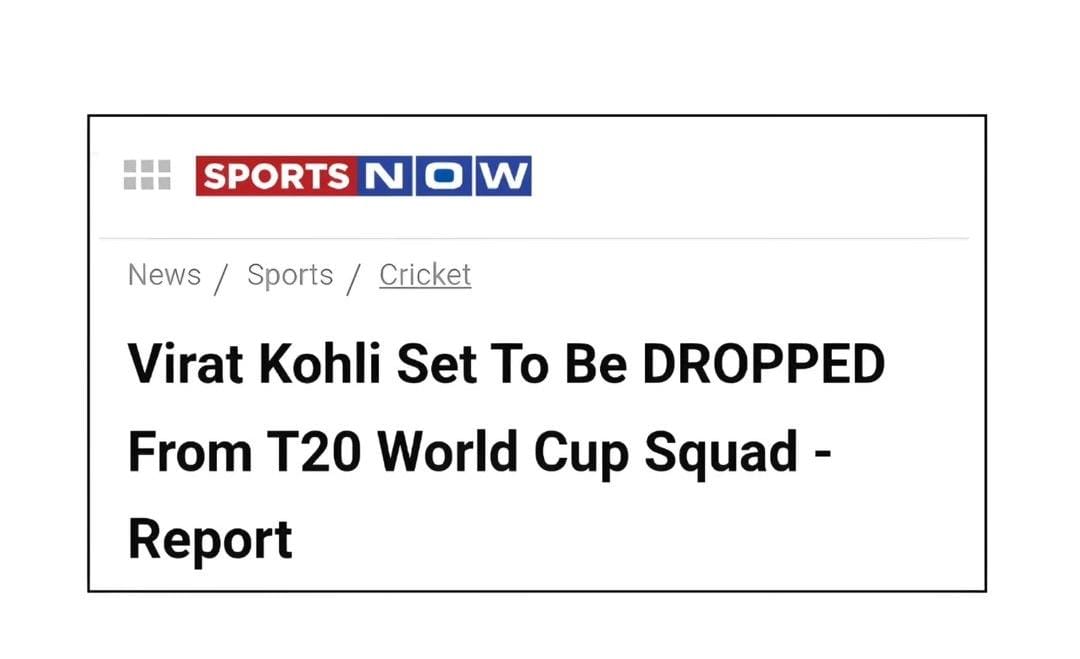 SPORTS NOW
News / Sports / Cricket
Virat Kohli Set To Be DROPPED
From T20 World Cup Squad -
Report